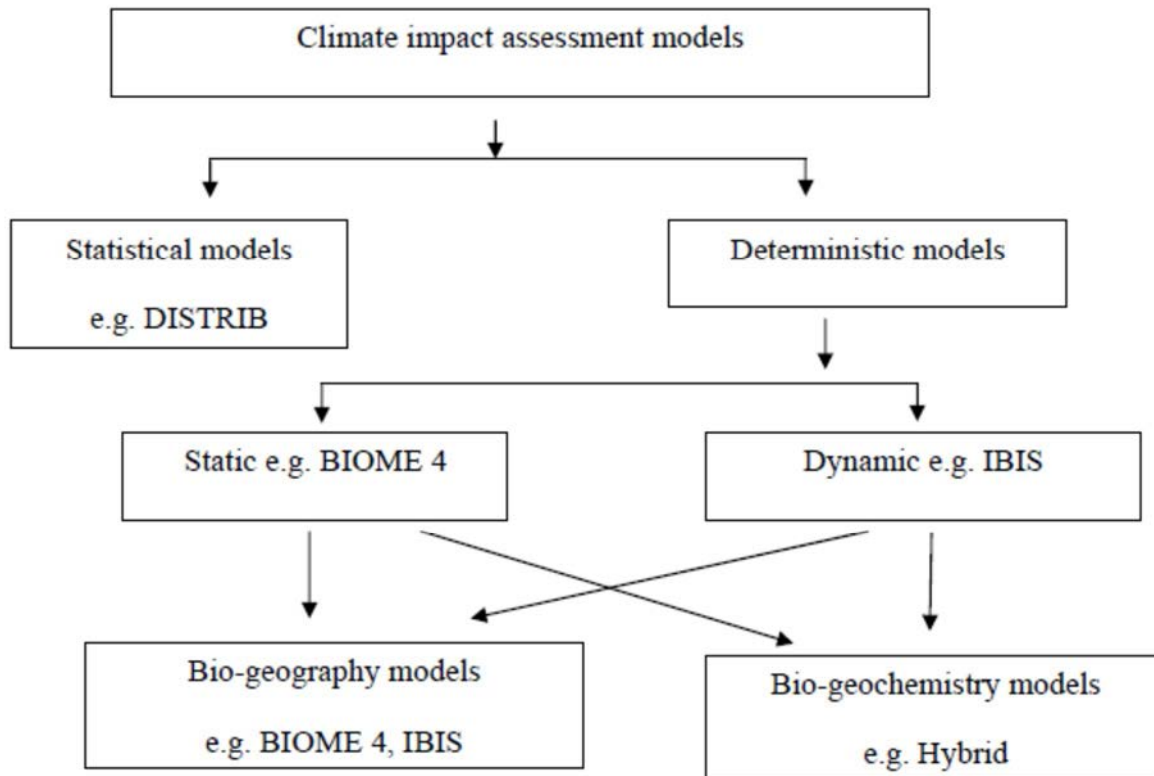 Climate impact assessment models
Statistical models
e.g. DISTRIB
Deterministic models
Static e.g. BIOME 4
Dynamic e.g. IBIS
Bio-geography models
e.g. BIOME 4, IBIS
Bio-geochemistry models
e.g. Hybrid